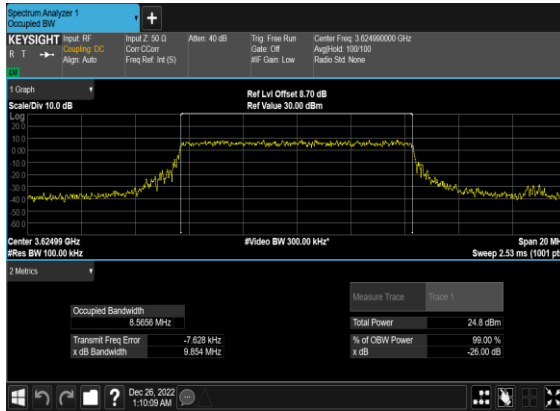 Spectrum Analyzer 1
Occupied BW
KEYSIGHT Input: RF Input Z: 50 Ω Atten: 40 dB Trig: Free Run Center Freq: 3.624990000 GHz
R T Coupling: DC Corr CCorr Gate: Off Avg|Hold: 100/100
Align: Auto Freq Ref: Int (S) #IF Gain: Low Radio Std: None
LXI
1 Graph
Scale/Div 10.0 dB Ref Lvl Offset 8.70 dB
Ref Value 30.00 dBm
Log
20.0
10.0
0.00
-10.0
-20.0
-30.0
-40.0
-50.0
-60.0
Center 3.62499 GHz #Video BW 300.00 kHz* Span 20 MH
#Res BW 100.00 kHz Sweep 2.53 ms (1001 pt
2 Metrics
Measure Trace Trace 1
Occupied Bandwidth
8.5656 MHz Total Power 24.8 dBm
Transmit Freq Error -7.628 kHz % of OBW Power 99.00 %
x dB Bandwidth 9.854 MHz x dB -26.00 dB
? Dec 26, 2022
1:10:09 AM